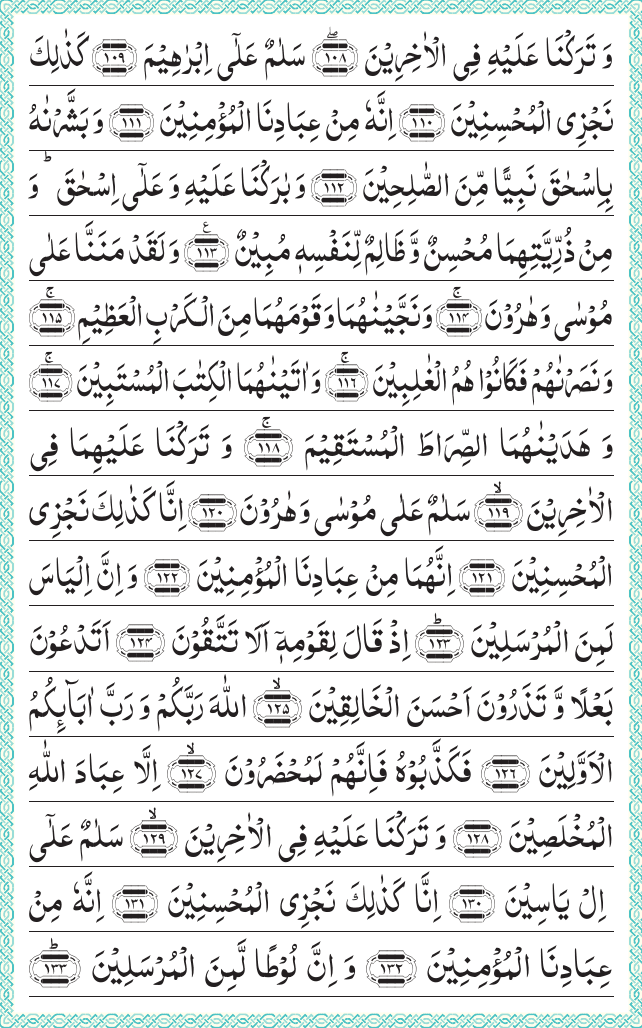 وَ تَرَكْنَا عَلَيْهِ فِی الْاٰخِرِيْنَ ۖ۝۱۰۸ سَلٰمٌ عَلٰۤی اِبْرٰهِيْمَ ۝۱۰۹ كَذٰلِكَ
نَجْزِی الْمُحْسِنِيْنَ ۝۱۱۰ اِنَّهٗ مِنْ عِبَادِنَا الْمُؤْمِنِيْنَ ۝۱۱۱ وَ بَشَّرْنٰهُ
بِاِسْحٰقَ نَبِيًّا مِّنَ الصّٰلِحِيْنَ ۝۱۱۲ وَ بٰرَكْنَا عَلَيْهِ وَ عَلٰۤی اِسْحٰقَ ؕ وَ
مِنْ ذُرِّيَّتِهِمَا مُحْسِنٌ وَّ ظَالِمٌ لِّنَفْسِهٖ مُبِيْنٌ ۝۱۱۳ع وَ لَقَدْ مَنَنَّا عَلٰی
مُوْسٰی وَ هٰرُوْنَ ۚ۝۱۱۴ وَ نَجَّيْنٰهُمَا وَ قَوْمَهُمَا مِنَ الْكَرْبِ الْعَظِيْمِ ۚ۝۱۱۵
وَ نَصَرْنٰهُمْ فَكَانُوْا هُمُ الْغٰلِبِيْنَ ۚ۝۱۱۶ وَ اٰتَيْنٰهُمَا الْكِتٰبَ الْمُسْتَبِيْنَ ۚ۝۱۱۷
وَ هَدَيْنٰهُمَا الصِّرَاطَ الْمُسْتَقِيْمَ ۚ۝۱۱۸ وَ تَرَكْنَا عَلَيْهِمَا فِی
الْاٰخِرِيْنَ ۙ۝۱۱۹ سَلٰمٌ عَلٰی مُوْسٰی وَ هٰرُوْنَ ۝۱۲۰ اِنَّا كَذٰلِكَ نَجْزِی
الْمُحْسِنِيْنَ ۝۱۲۱ اِنَّهُمَا مِنْ عِبَادِنَا الْمُؤْمِنِيْنَ ۝۱۲۲ وَ اِنَّ اِلْيَاسَ
لَمِنَ الْمُرْسَلِيْنَ ؕ۝۱۲۳ اِذْ قَالَ لِقَوْمِهٖۤ اَلَا تَتَّقُوْنَ ۝۱۲۴ اَتَدْعُوْنَ
بَعْلًا وَّ تَذَرُوْنَ اَحْسَنَ الْخَالِقِيْنَ ۙ۝۱۲۵ اللّٰهَ رَبَّكُمْ وَ رَبَّ اٰبَآىِٕكُمُ
الْاَوَّلِيْنَ ۝۱۲۶ فَكَذَّبُوْهُ فَاِنَّهُمْ لَمُحْضَرُوْنَ ۙ۝۱۲۷ اِلَّا عِبَادَ اللّٰهِ
الْمُخْلَصِيْنَ ۝۱۲۸ وَ تَرَكْنَا عَلَيْهِ فِی الْاٰخِرِيْنَ ۙ۝۱۲۹ سَلٰمٌ عَلٰۤی
اِلْ يَاسِيْنَ ۝۱۳۰ اِنَّا كَذٰلِكَ نَجْزِی الْمُحْسِنِيْنَ ۝۱۳۱ اِنَّهٗ مِنْ
عِبَادِنَا الْمُؤْمِنِيْنَ ۝۱۳۲ وَ اِنَّ لُوْطًا لَّمِنَ الْمُرْسَلِيْنَ ؕ۝۱۳۳